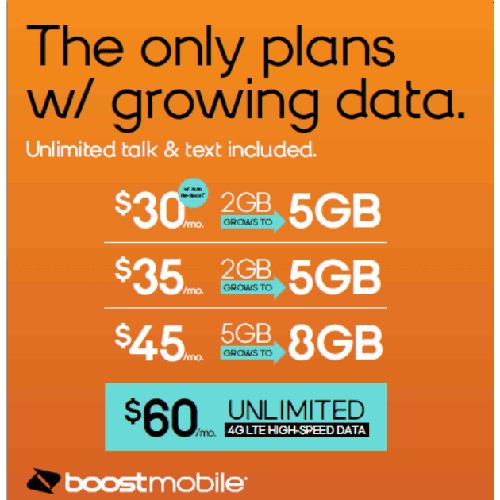 The only plans
w/ growing data.
Unlimited talk & text included.
$30/mo. 2GB GROWS TO 5GB
$35/mo. 2GB GROWS TO 5GB
$45/mo. 5GB GROWS TO 8GB
$60/mo. UNLIMITED
4G LTE HIGH-SPEED DATA
boostmobile